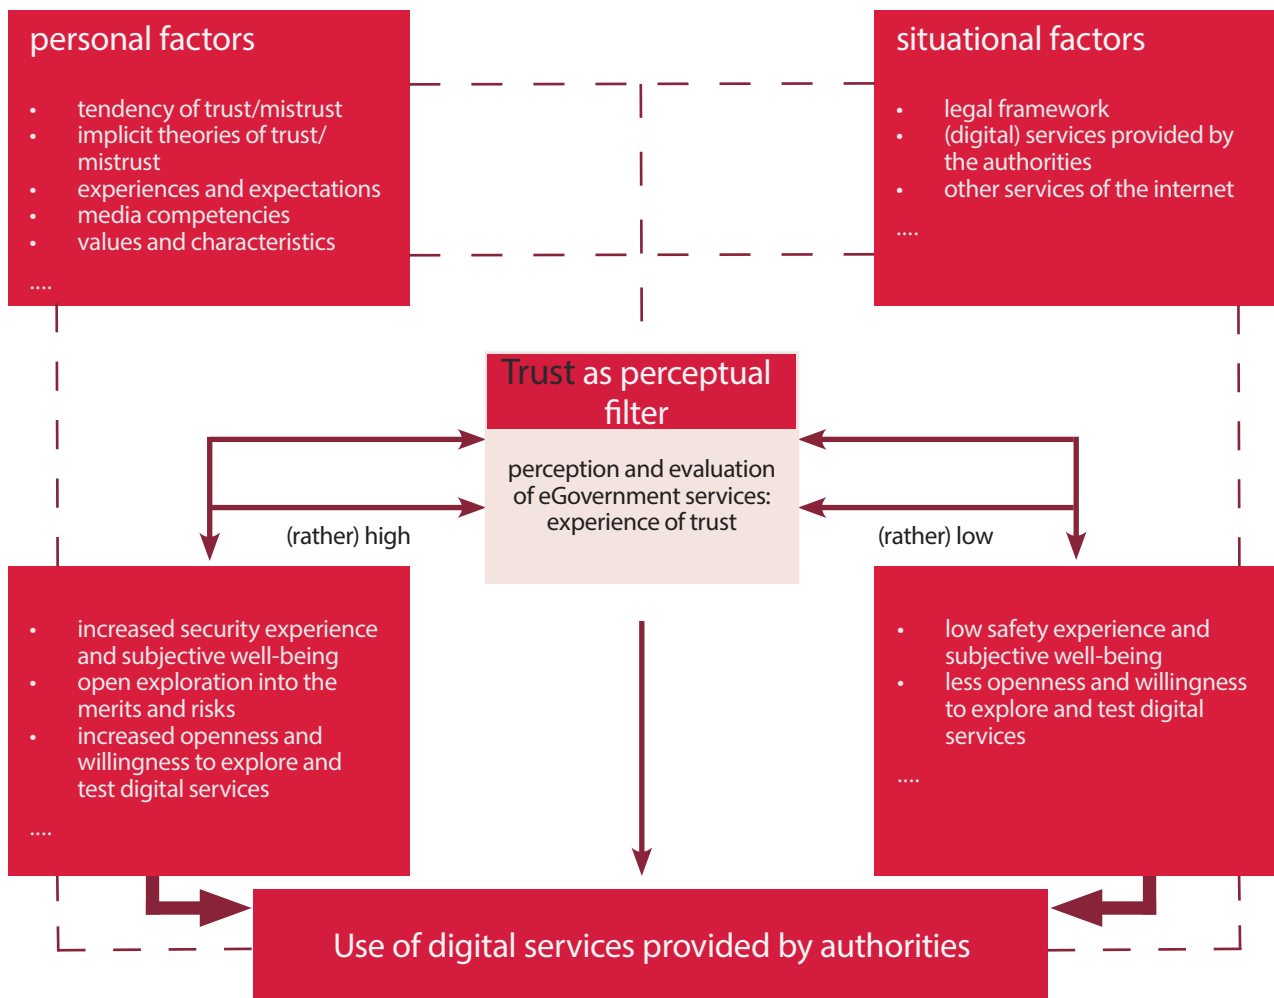 personal factors
• tendency of trust/mistrust
• implicit theories of trust/
mistrust
• experiences and expectations
• media competencies
• values and characteristics
....
situational factors
• legal framework
• (digital) services provided by
the authorities
• other services of the internet
....
Trust as perceptual
filter
perception and evaluation
of eGovernment services:
experience of trust
(rather) high
(rather) low
• increased security experience
and subjective well-being
• open exploration into the
merits and risks
• increased openness and
willingness to explore and
test digital services
....
• low safety experience and
subjective well-being
• less openness and willingness
to explore and test digital
services
....
Use of digital services provided by authorities